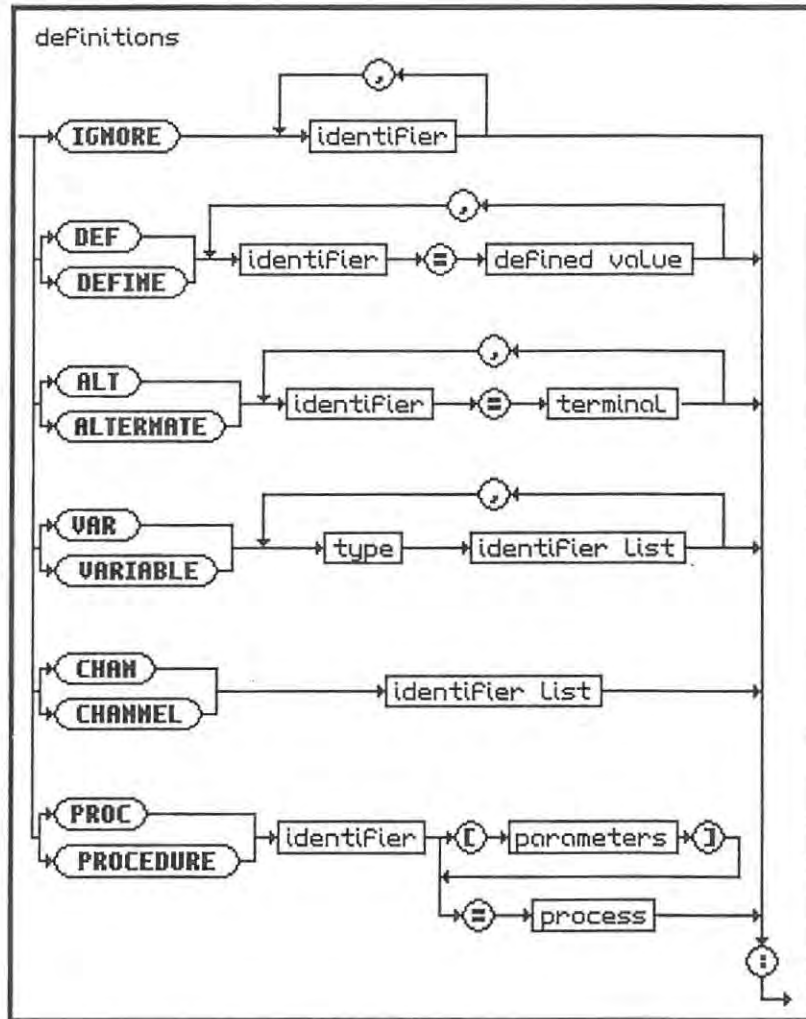 definitions
,
IGNORE identifier
,
DEF
identifier = defined value
DEFINE
,
ALT
identifier = terminal
ALTERNATE
,
VAR
type identifier list
VARIABLE
CHAN
identifier list
CHANNEL
PROC
identifier [ parameters ]
PROCEDURE
= process
: